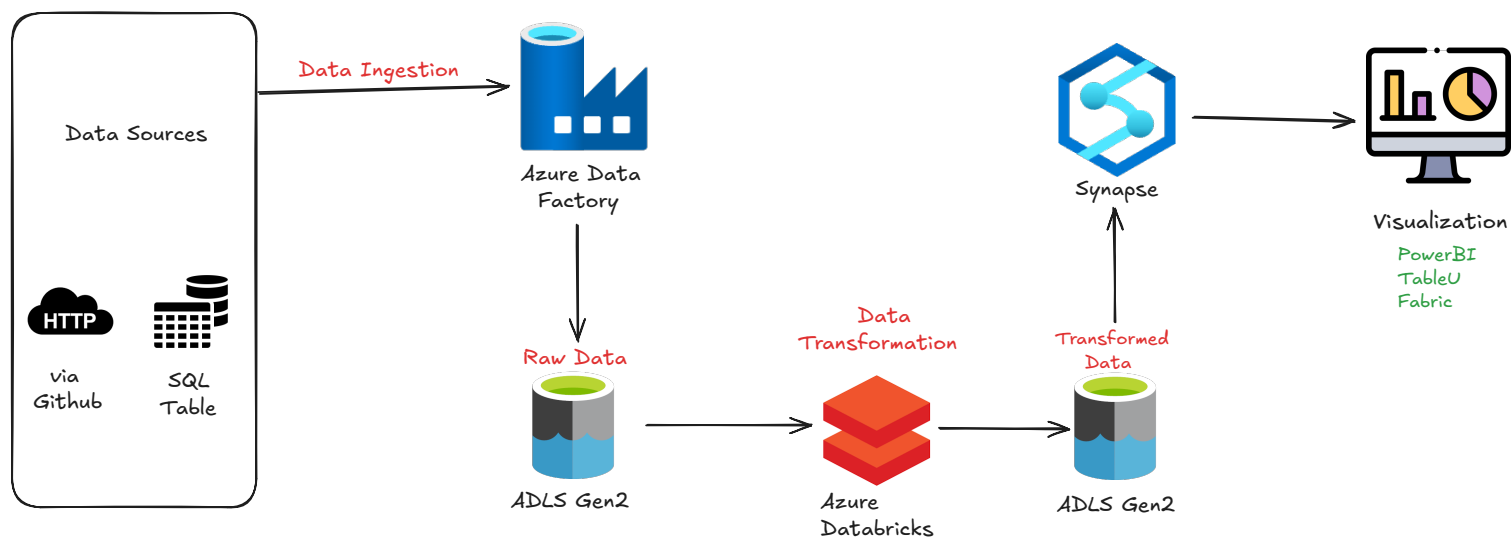 Data Sources
HTTP
via
Github
SQL
Table
Data Ingestion
Azure Data
Factory
Raw Data
ADLS Gen2
Data
Transformation
Azure
Databricks
Transformed
Data
ADLS Gen2
Synapse
Visualization
PowerBI
TableU
Fabric